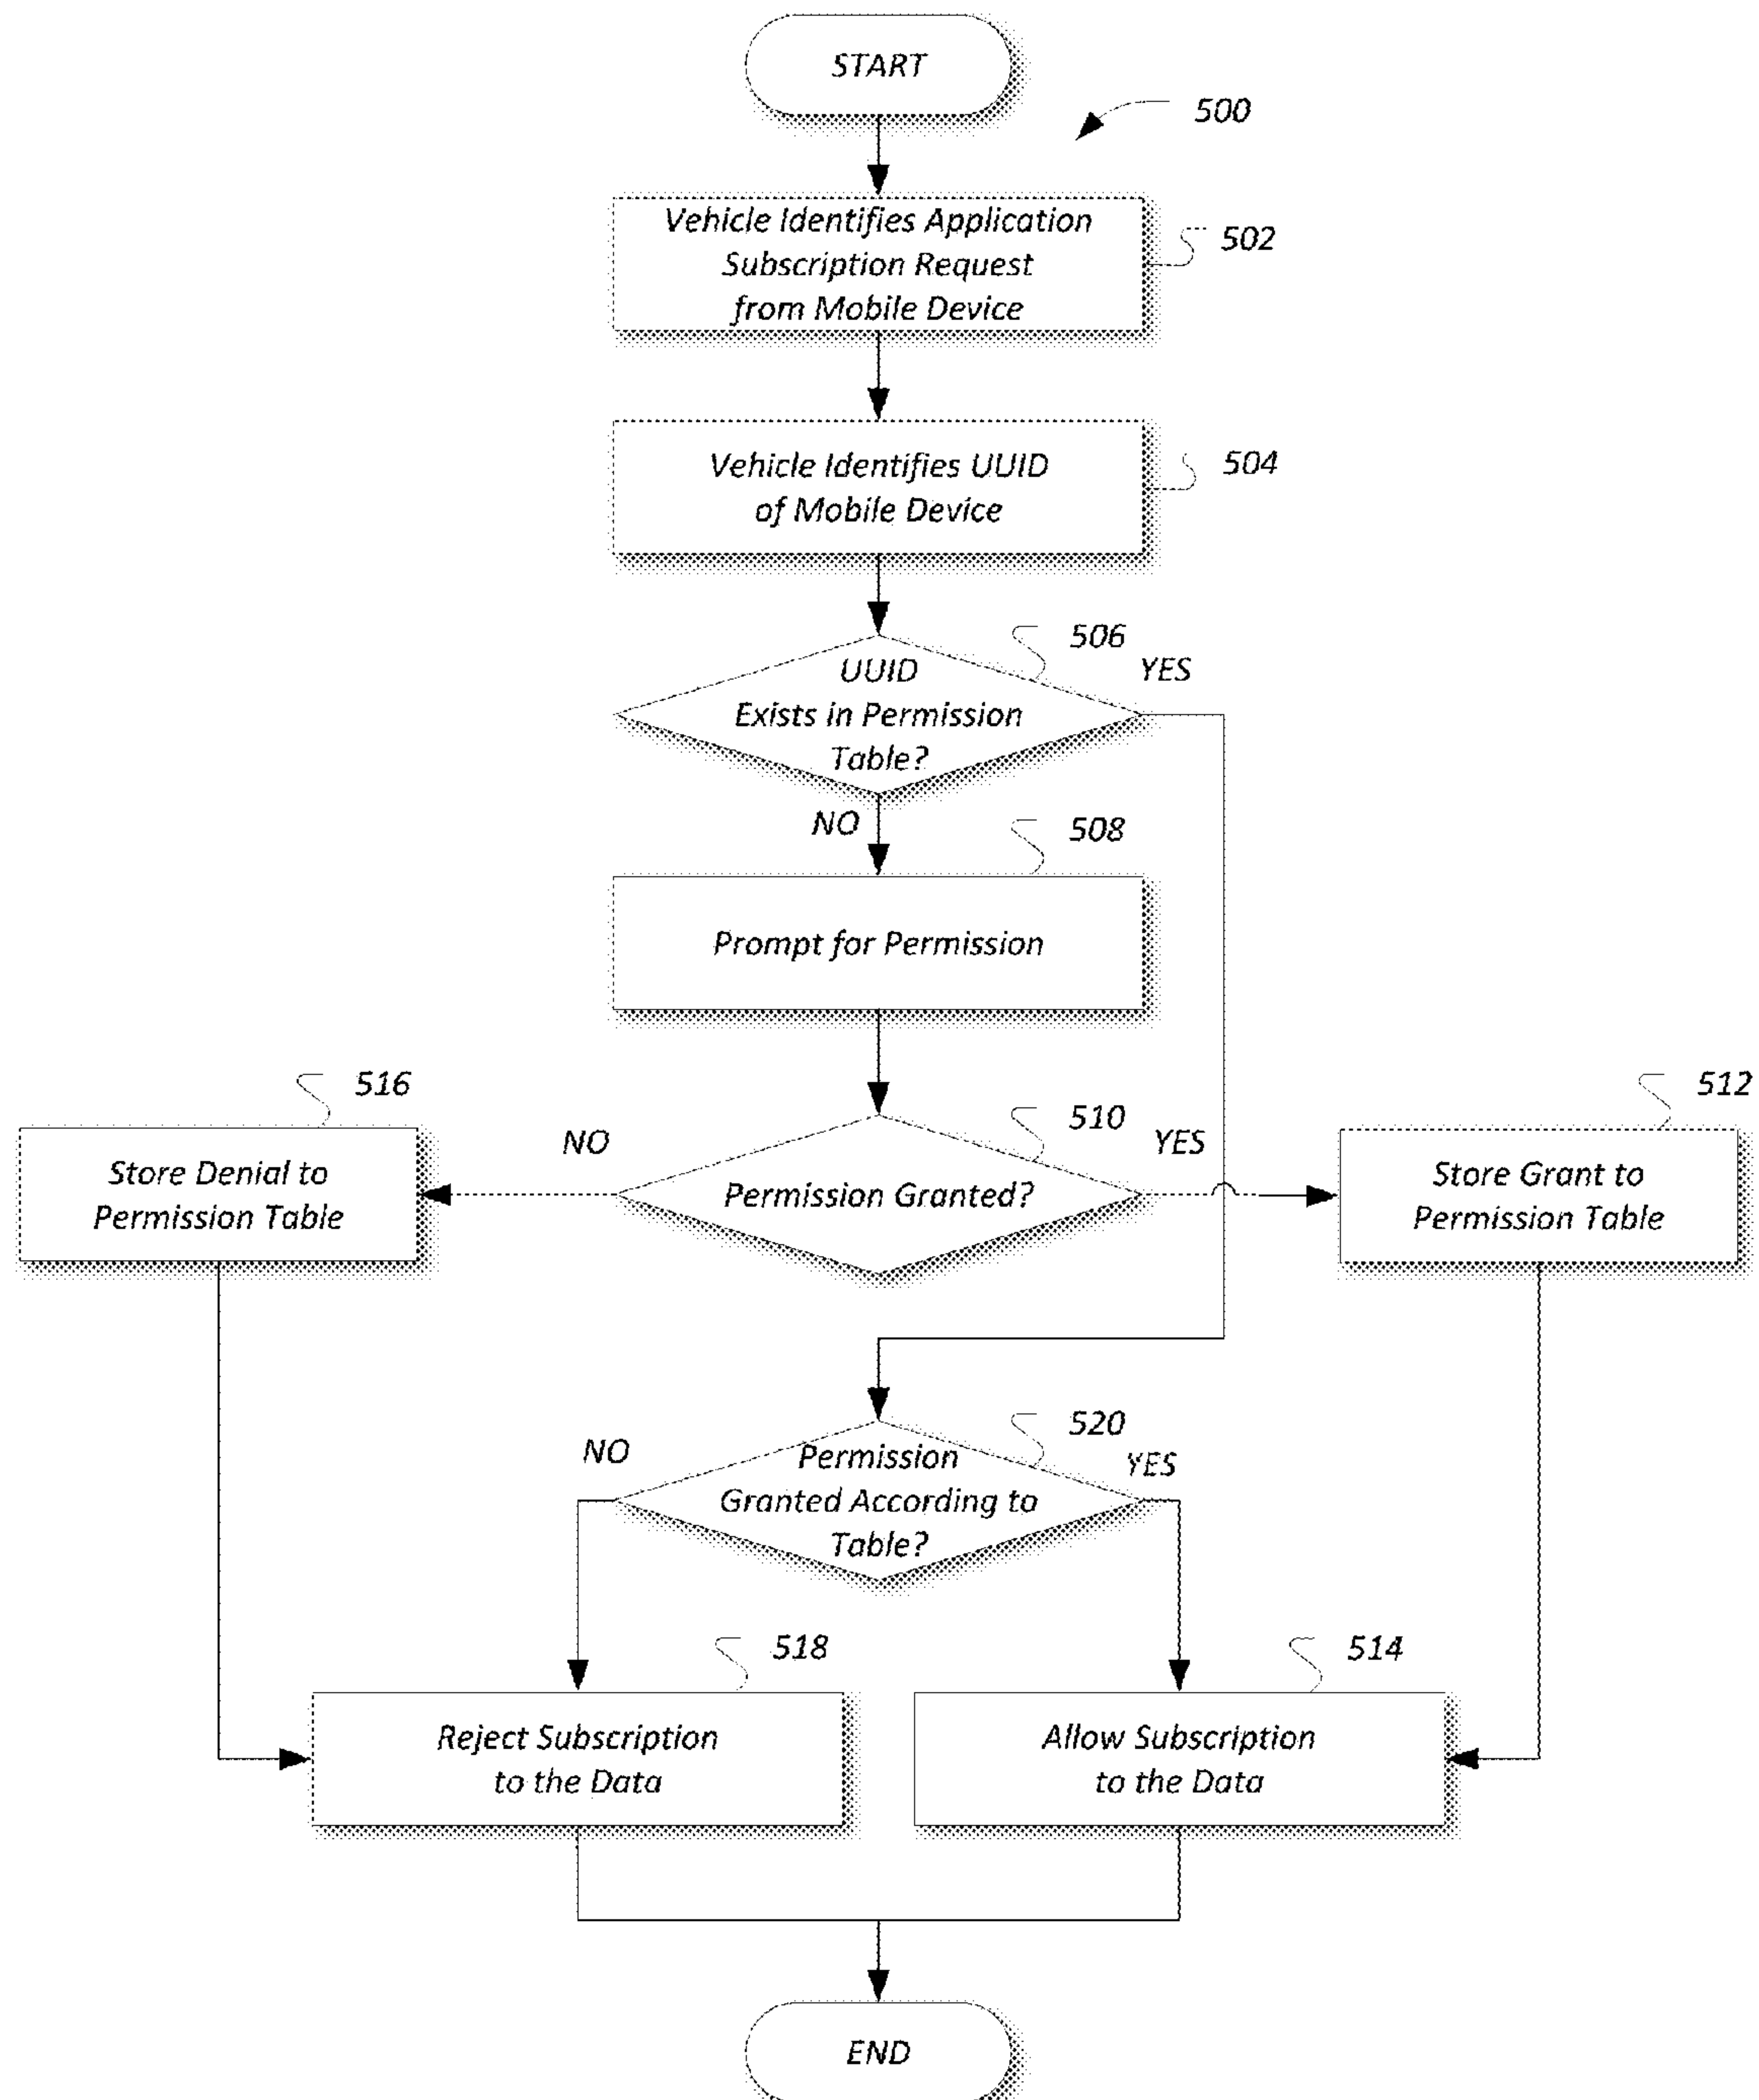 START
500
Vehicle Identifies Application
Subscription Request
from Mobile Device
502
Vehicle Identifies UUID
of Mobile Device
504
506
YES
UUID
Exists in Permission
Table?
NO
508
Prompt for Permission
516
Store Denial to
Permission Table
NO
510
YES
Permission Granted?
512
Store Grant to
Permission Table
520
NO
YES
Permission
Granted According to
Table?
518
Reject Subscription
to the Data
514
Allow Subscription
to the Data
END